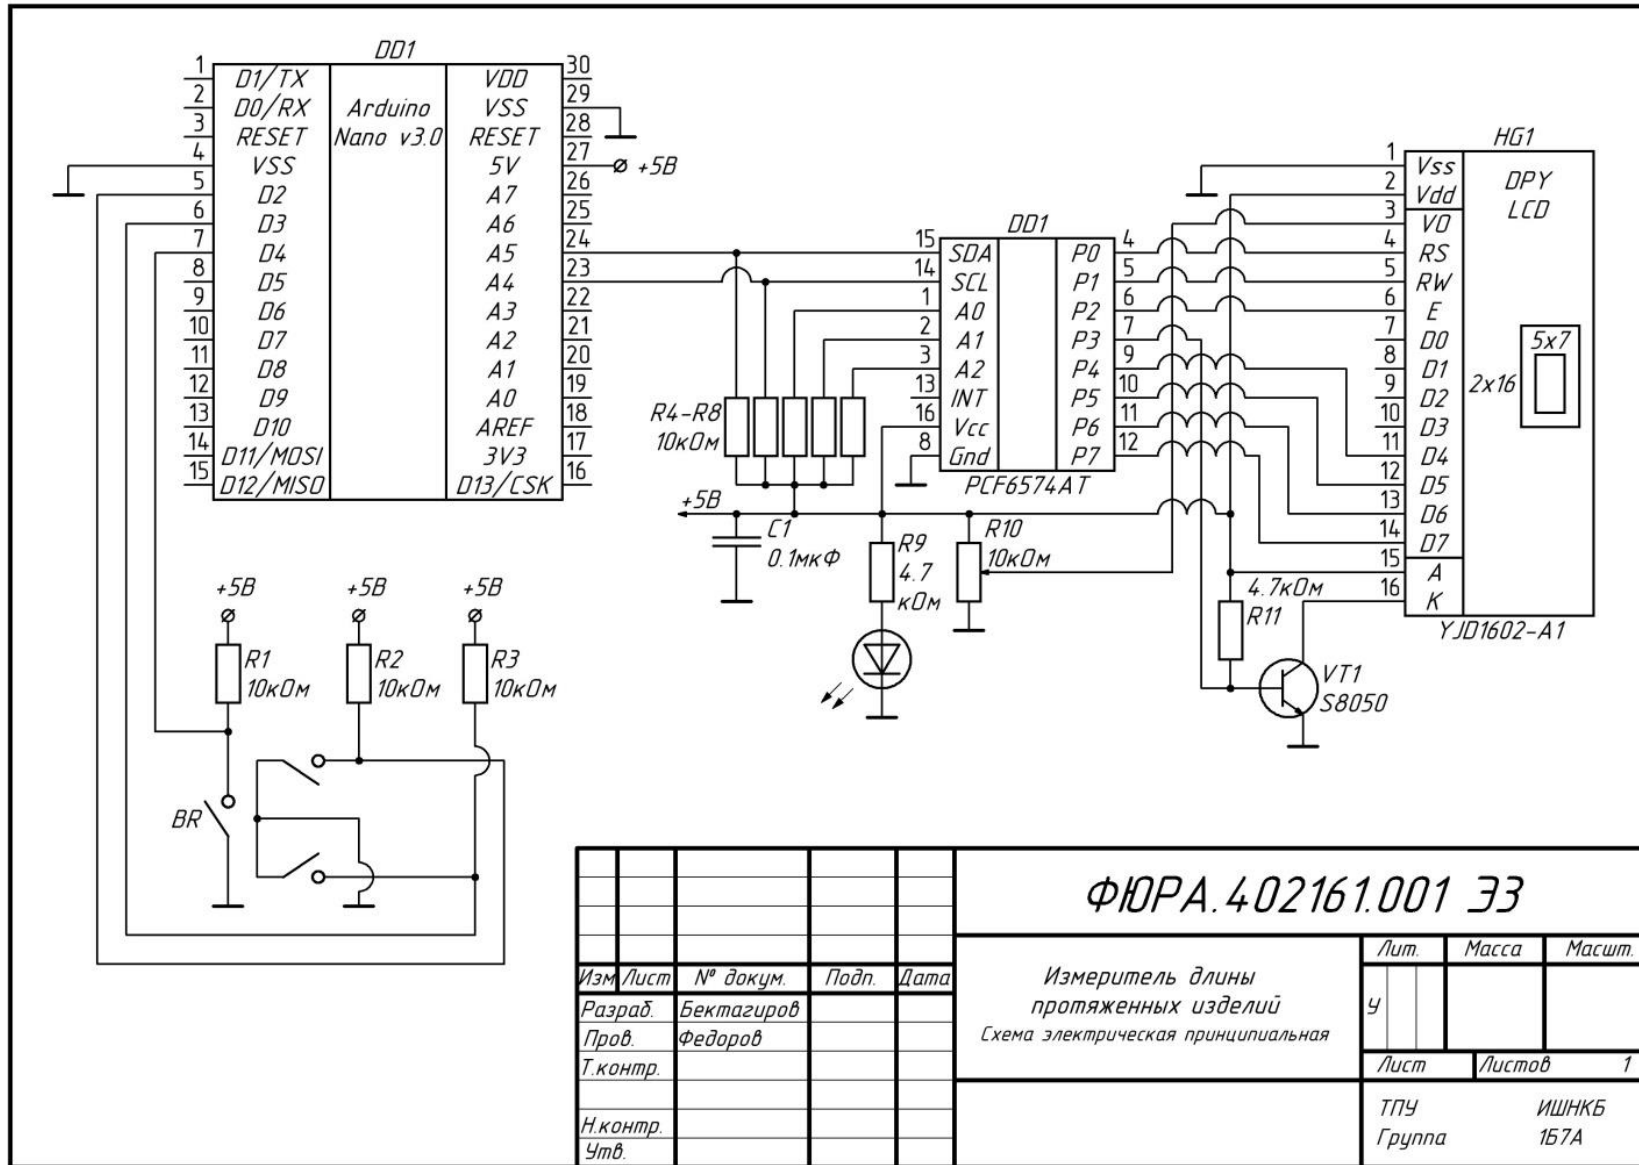 DD1
1 D1/TX
2 D0/RX
3 RESET
4 VSS
5 D2
6 D3
7 D4
8 D5
9 D6
10 D7
11 D8
12 D9
13 D10
14 D11/MOSI
15 D12/MISO
Arduino
Nano v3.0
VDD 30
VSS 29
RESET 28
5V 27
+5В
A7 26
A6 25
A5 24
A4 23
A3 22
A2 21
A1 20
A0 19
AREF 18
3V3 17
D13/CSK 16
DD1
15 SDA
14 SCL
1 A0
2 A1
3 A2
13 INT
16 Vcc
8 Gnd
P0 4
P1 5
P2 6
P3 7
P4 9
P5 10
P6 11
P7 12
PCF6574AT
R4-R8
10кОм
+5В
C1
0.1мкФ
R9
4.7
кОм
R10
10кОм
HG1
1 Vss
2 Vdd
3 VO
4 RS
5 RW
6 E
7 D0
8 D1
9 D2
10 D3
11 D4
12 D5
13 D6
14 D7
15 A
16 K
DPY
LCD
5x7
2x16
YJD1602-A1
4.7кОм
R11
VT1
S8050
+5В
+5В
+5В
R1
10кОм
R2
10кОм
R3
10кОм
BR
ФЮРА.402161.001 ЭЗ
Изм Лист № докум. Подп. Дата
Разраб. Бектагиров
Пров. Федоров
Т.контр.
Н.контр.
Утв.
Измеритель длины
протяженных изделий
Схема электрическая принципиальная
Лит. Масса Масшт.
У
Лист Листов 1
ТПУ ИШНКБ
Группа 1Б7А